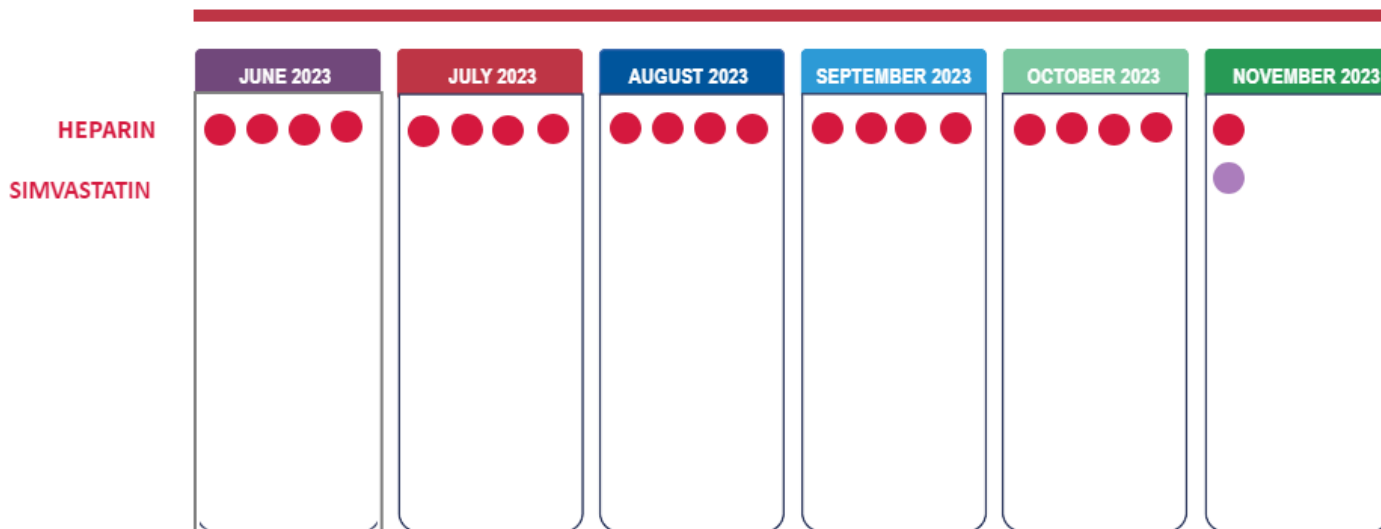 JUNE 2023
JULY 2023
AUGUST 2023
SEPTEMBER 2023
OCTOBER 2023
NOVEMBER 2023
HEPARIN
SIMVASTATIN